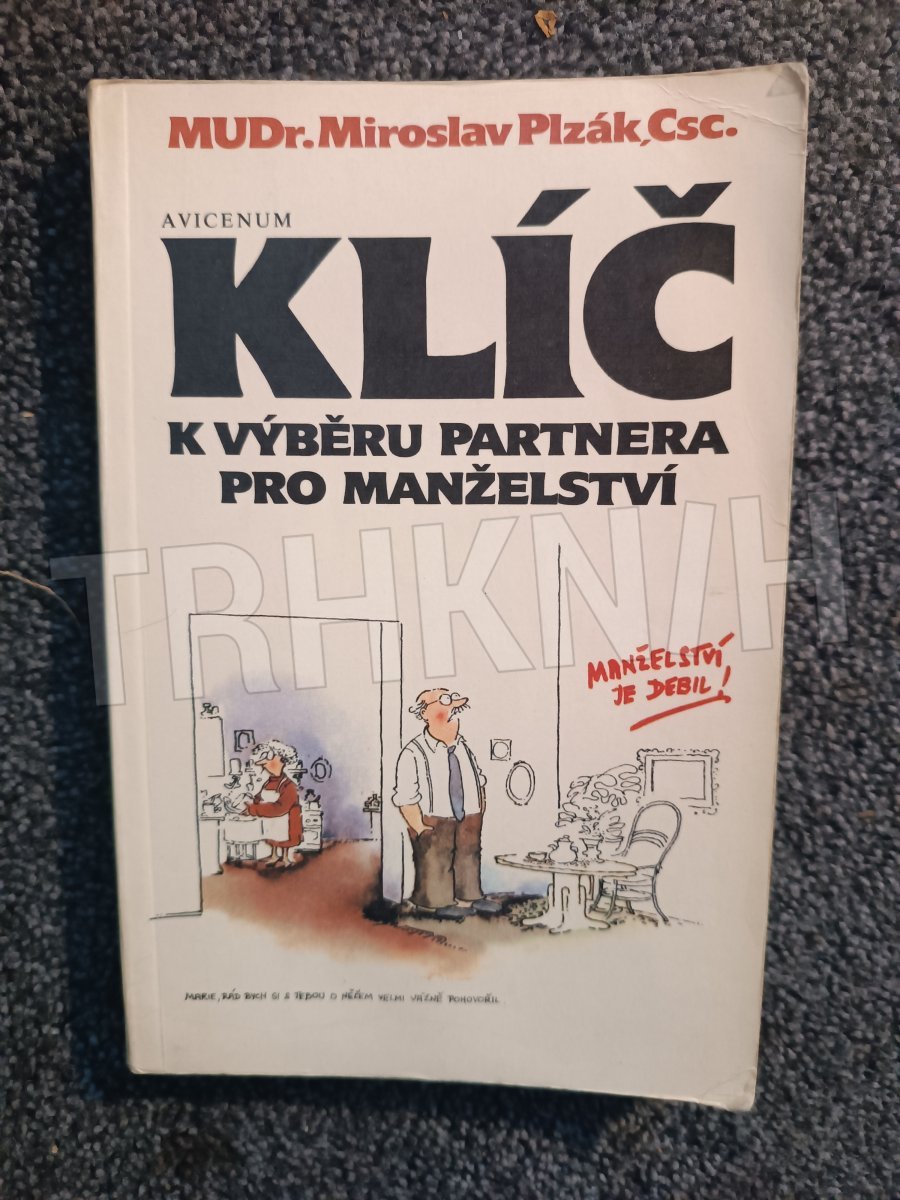 MUDr. Miroslav Plzák, Csc.
AVICENUM
KLÍČ
K VÝBĚRU PARTNERA
PRO MANŽELSTVÍ
TRHKNIH
MANŽELSTVÍ
JE DEBIL!
MARIE, RÁD BYCH SI S TEBOU O NĚČEM VELMI VÁŽNĚ POHOVOŘIL.